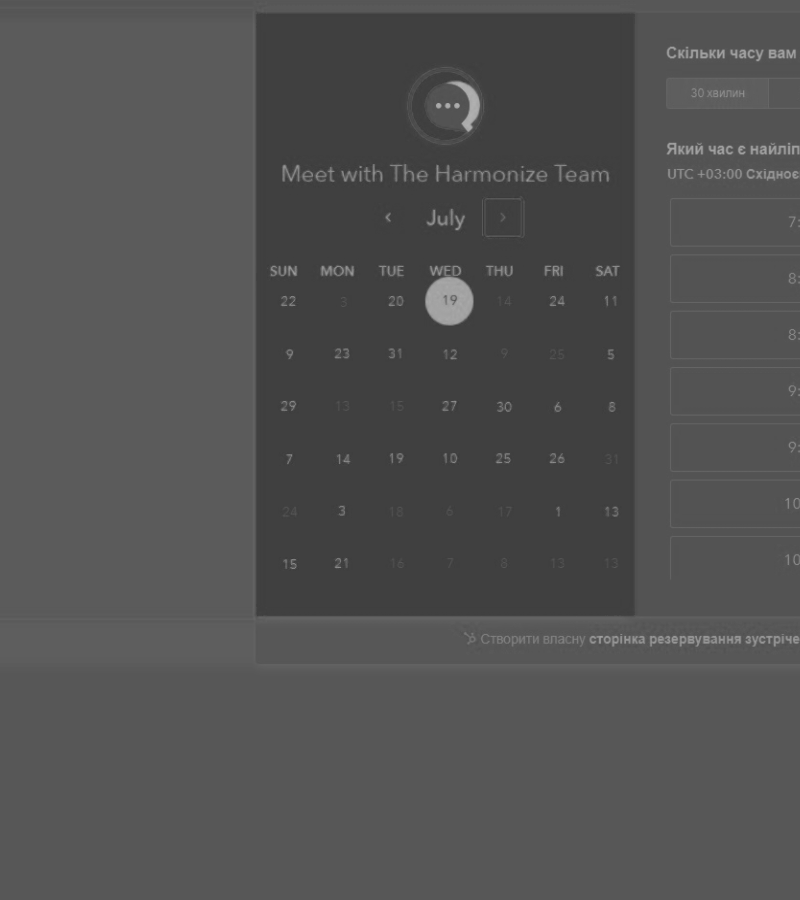 Meet with The Harmonize Team
July
SUN MON TUE WED THU FRI SAT
22 3 20 19 14 24 11
9 23 31 12 9 25 5
29 13 15 27 30 6 8
7 14 19 10 25 26 31
24 3 18 6 17 1 13
15 21 16 7 8 13 13
Скільки часу вам
30 хвилин
Який час є найліп
UTC +03:00 Східноє
7:
8:
8:
9:
9:
10
10
Створити власну сторінка резервування зустріче